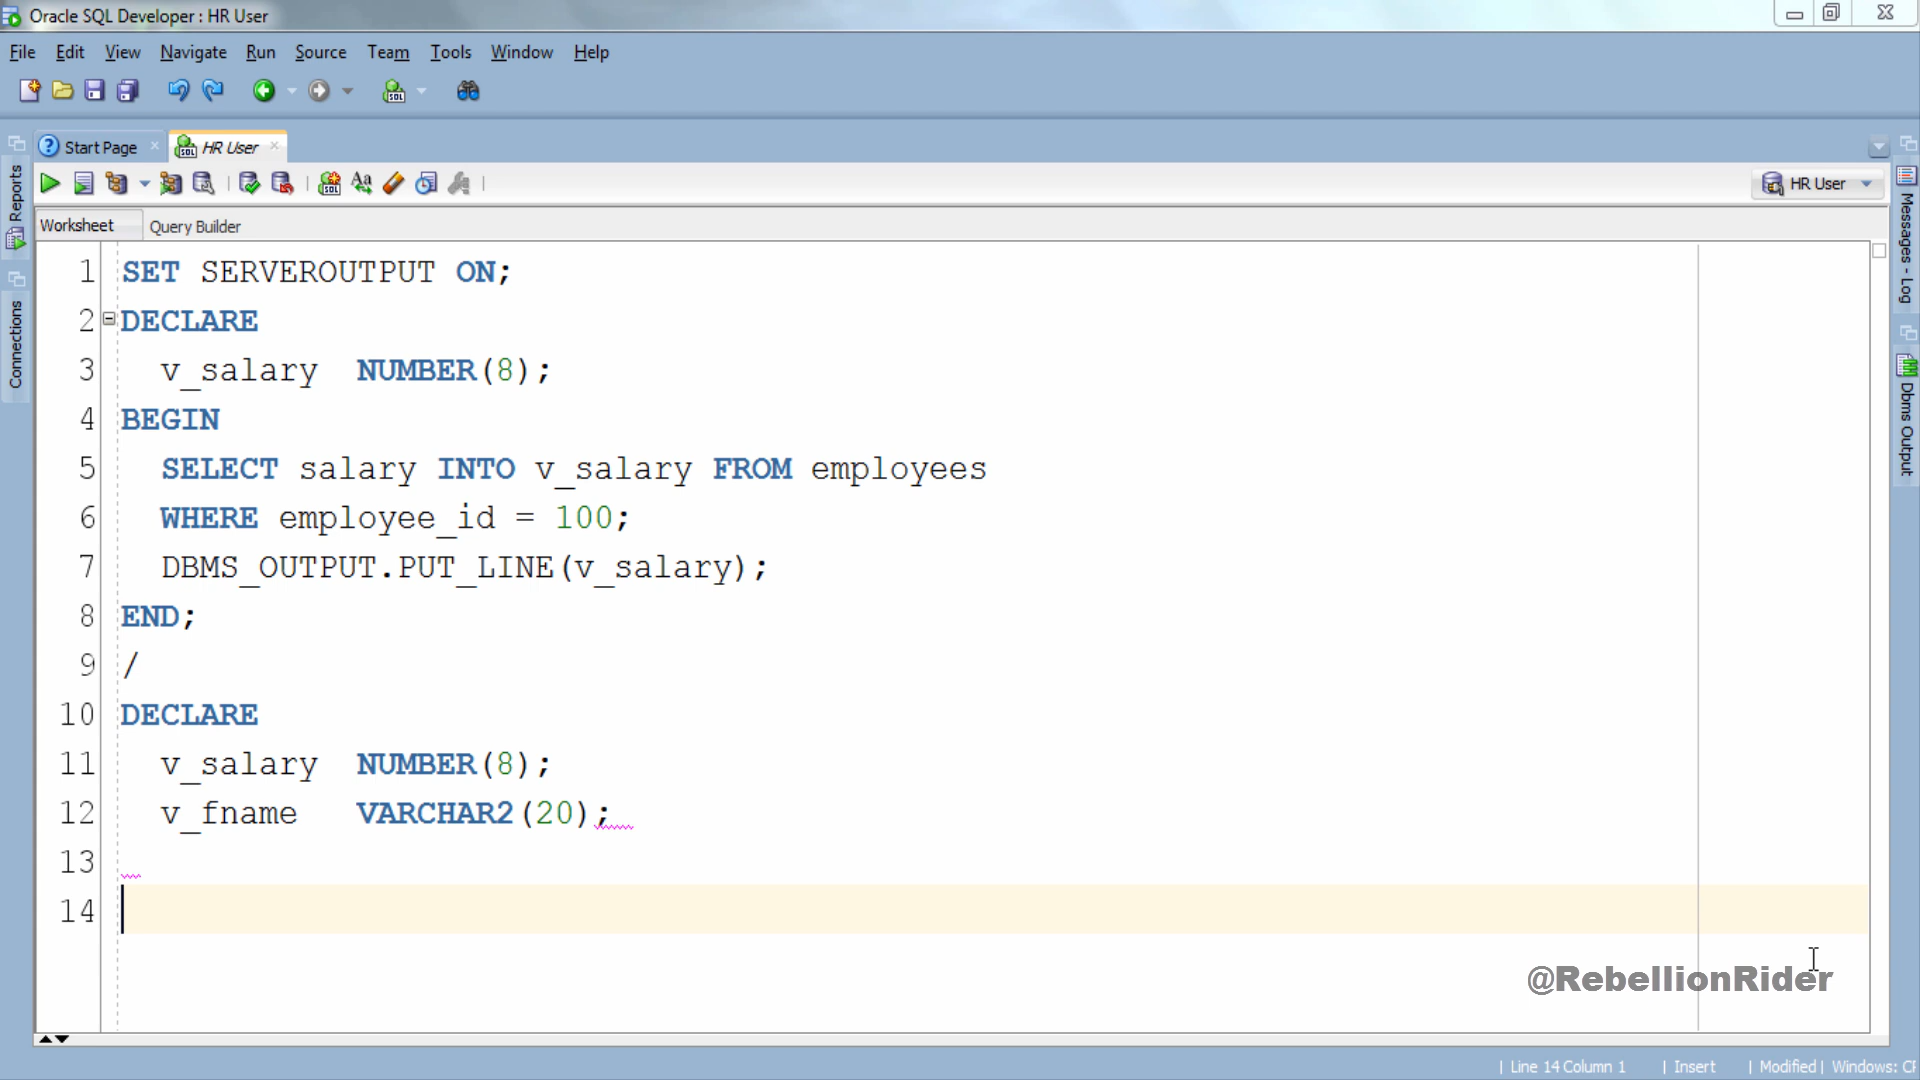 Oracle SQL Developer : HR User
File Edit View Navigate Run Source Team Tools Window Help
Start Page
HR User
HR User
Worksheet
Query Builder
Reports
Connections
Messages - Log
Dbms Output
1 SET SERVEROUTPUT ON;
2 DECLARE
3 v_salary NUMBER(8);
4 BEGIN
5 SELECT salary INTO v_salary FROM employees
6 WHERE employee_id = 100;
7 DBMS_OUTPUT.PUT_LINE(v_salary);
8 END;
9 /
10 DECLARE
11 v_salary NUMBER(8);
12 v_fname VARCHAR2(20);
13
14
@RebellionRider
| Line 14 Column 1 | Insert | Modified | Windows: C